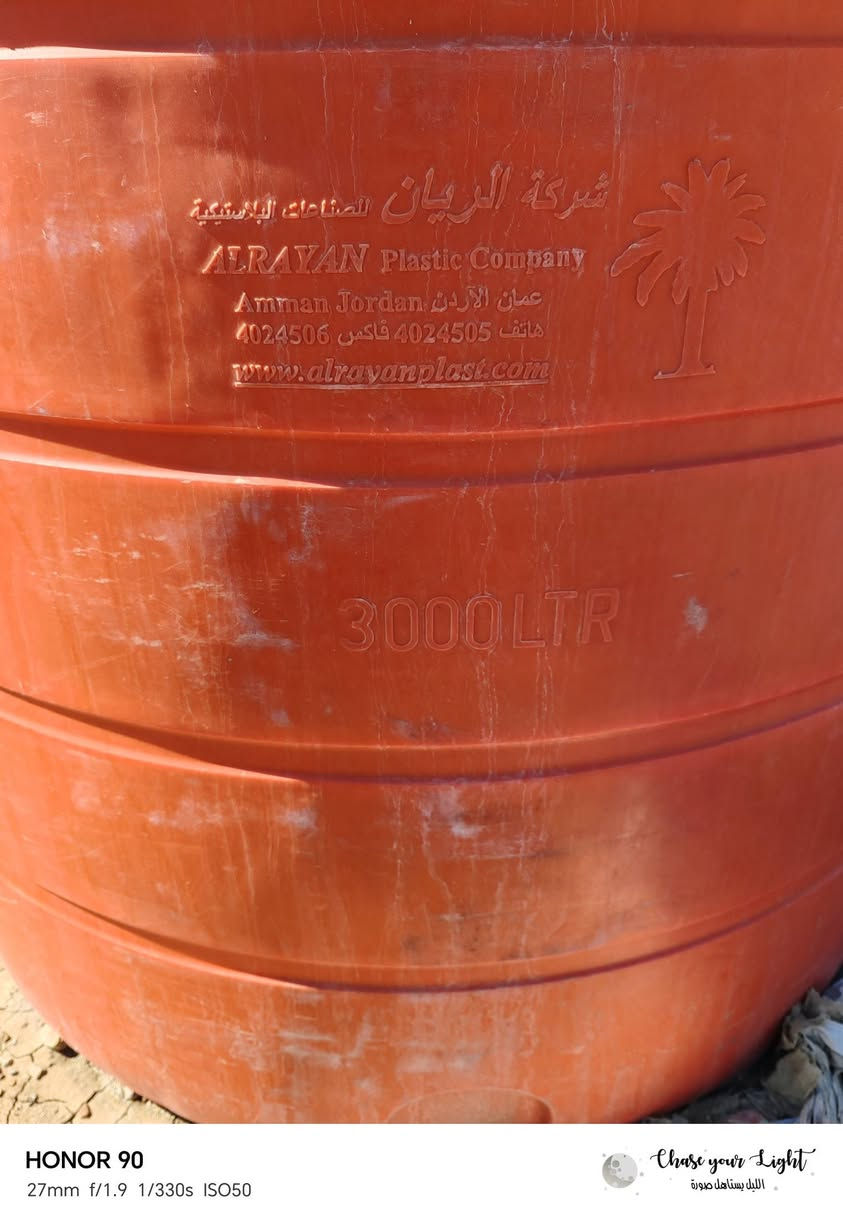 شركة الريان للصناعات البلاستيكية
ALRAYAN Plastic Company
Amman Jordan عمان الأردن
هاتف 4024505 فاكس 4024506
www.alrayanplast.com
3000LTR
HONOR 90
27mm f/1.9 1/330s ISO50
Chase your Light
الليل يستاهل صورة